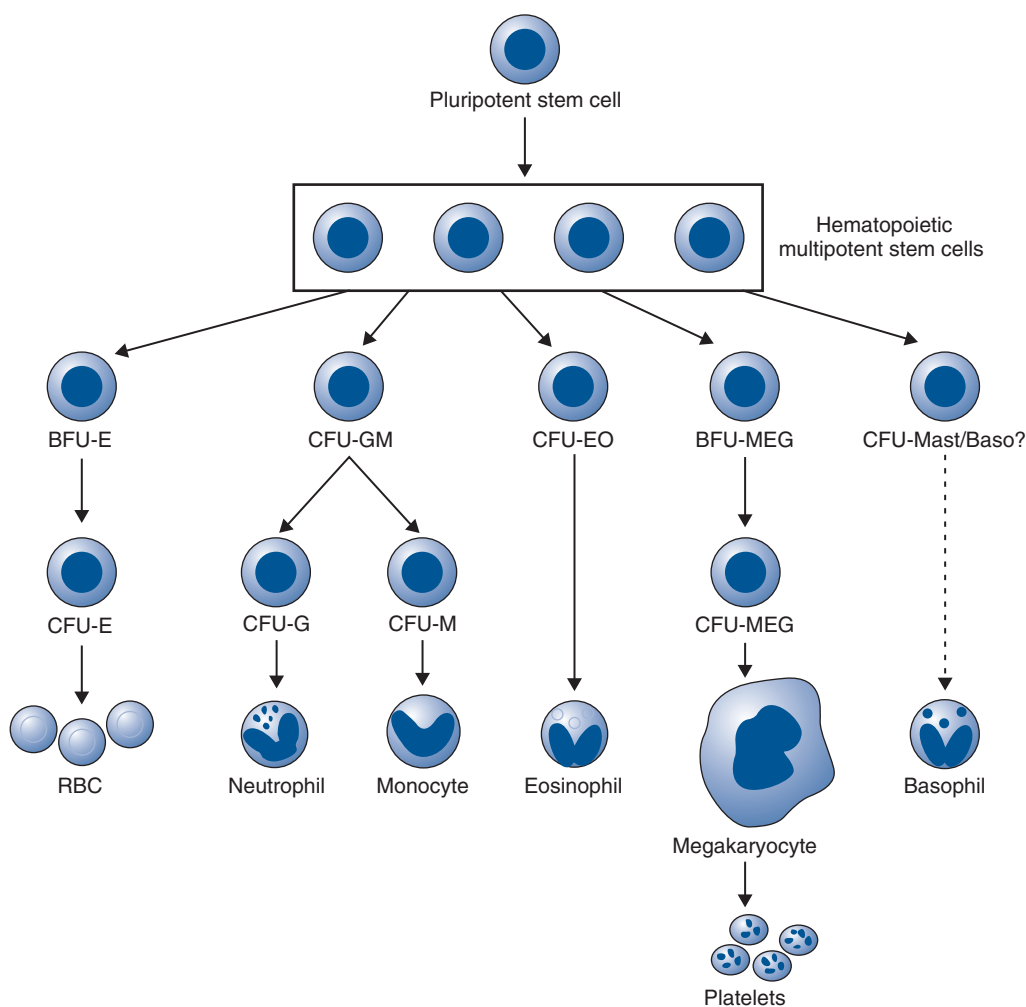 Pluripotent stem cell
Hematopoietic
multipotent stem cells
BFU-E
CFU-GM
CFU-EO
BFU-MEG
CFU-Mast/Baso?
CFU-E
CFU-G
CFU-M
CFU-MEG
RBC
Neutrophil
Monocyte
Eosinophil
Basophil
Megakaryocyte
Platelets